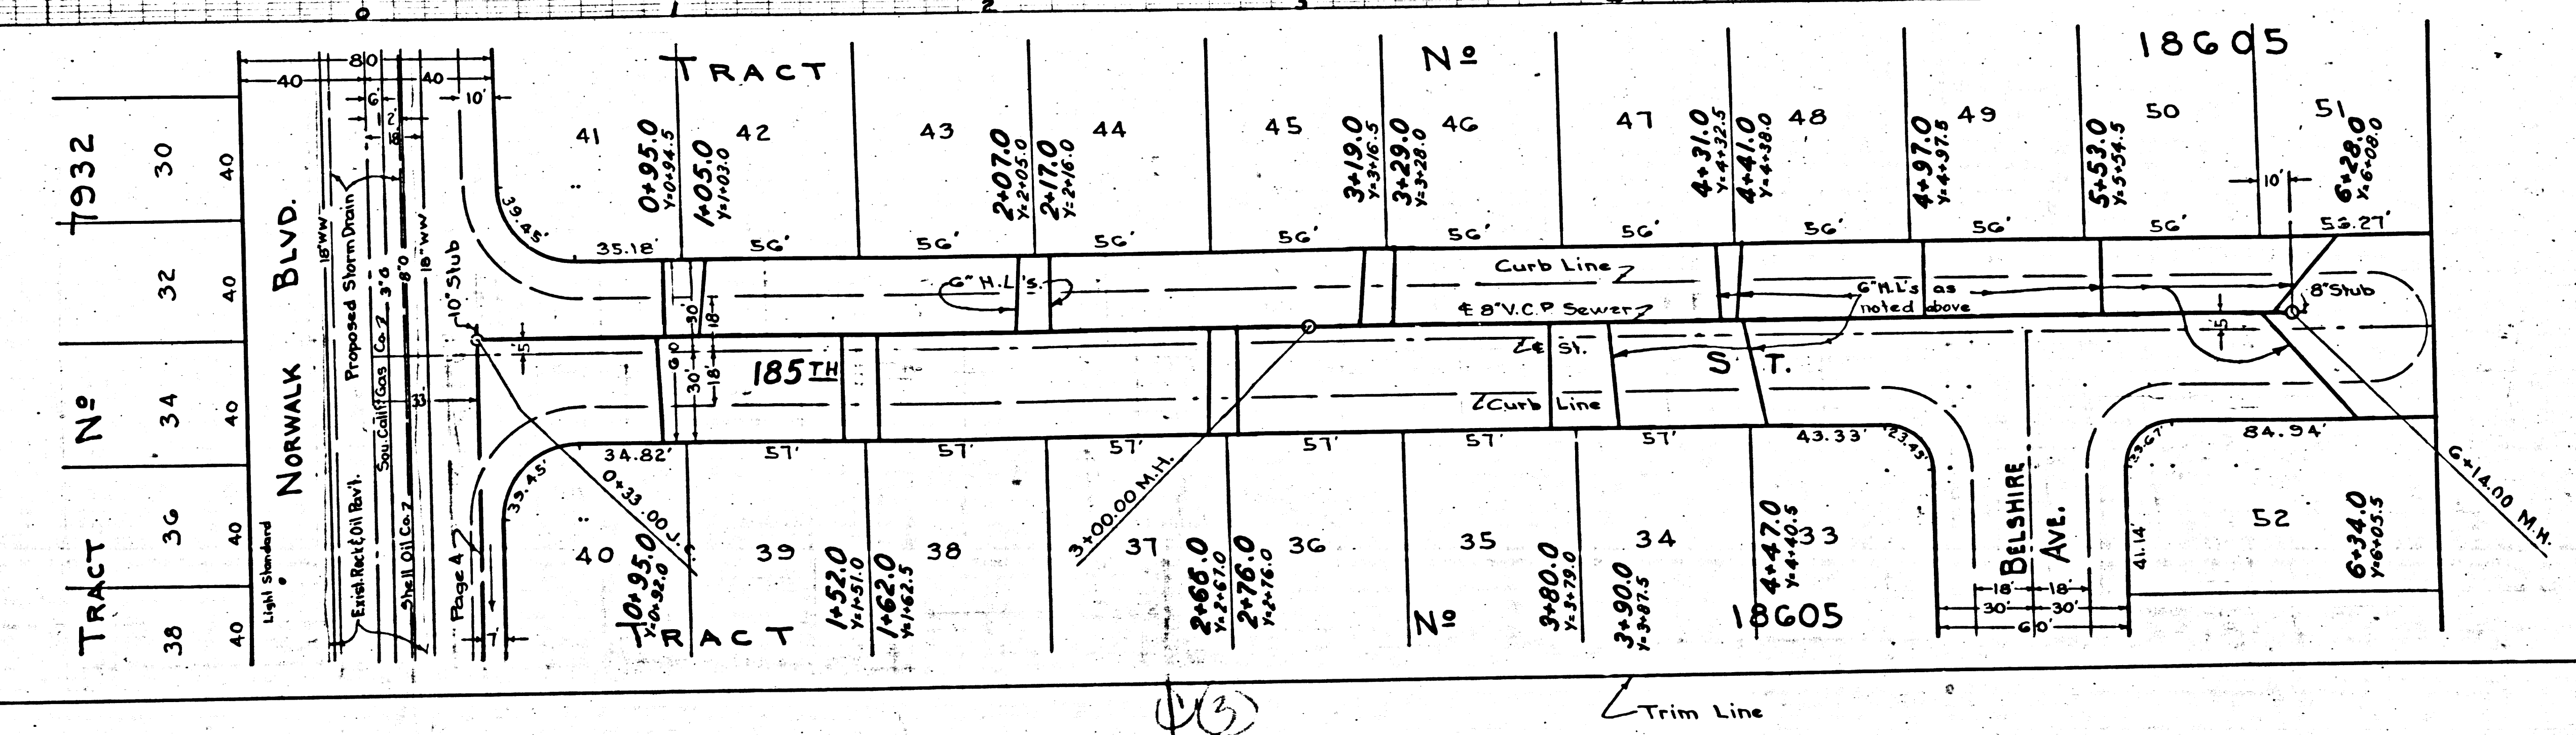 0 1 2 3
TRACT Nº 18605
80
40 40
6'
12'
18'
10'
7932
30 32 34 36 38
40 40 40 40 40
TRACT Nº
NORWALK BLVD.
Light Standard
18" WW
Proposed Storm Drain
Exist. Rock & Oil Pav't.
Sou. Calif. Gas Co. 3"G
Shell Oil Co. 8"O
18" WW
10" Stub
33
Page 4
7'
41 42 43 44 45 46 47 48 49 50 51
0+95.0
Y=0+94.5
1+05.0
Y=1+03.0
2+07.0
Y=2+05.0
2+17.0
Y=2+16.0
3+19.0
Y=3+16.5
3+29.0
Y=3+28.0
4+31.0
Y=4+32.5
4+41.0
Y=4+38.0
4+97.0
Y=4+97.5
5+53.0
Y=5+54.5
6+28.0
Y=6+08.0
10'
39.45'
35.18' 56' 56' 56' 56' 56' 56' 56' 56' 56' 53.27'
6" H.L's.
Curb Line
℄ 8" V.C.P. Sewer
6" H.L's as
noted above
8" Stub
5'
5'
30'
18'
60
30'
18'
185TH ST.
℄ St.
Curb Line
39.45'
34.82' 57' 57' 57' 57' 57' 57' 43.33' 23.45' 23.67' 84.94'
0+33.00 J.S.
3+00.00 M.H.
6+14.00 M.H.
40 39 38 37 36 35 34 33 52
0+95.0
Y=0+92.0
1+52.0
Y=1+51.0
1+62.0
Y=1+62.5
2+66.0
Y=2+67.0
2+76.0
Y=2+76.0
3+80.0
Y=3+79.0
3+90.0
Y=3+87.5
4+47.0
Y=4+40.5
6+34.0
Y=6+05.5
BELSHIRE AVE.
41.14'
18' 18'
30' 30'
60'
TRACT Nº 18605
(3)
Trim Line